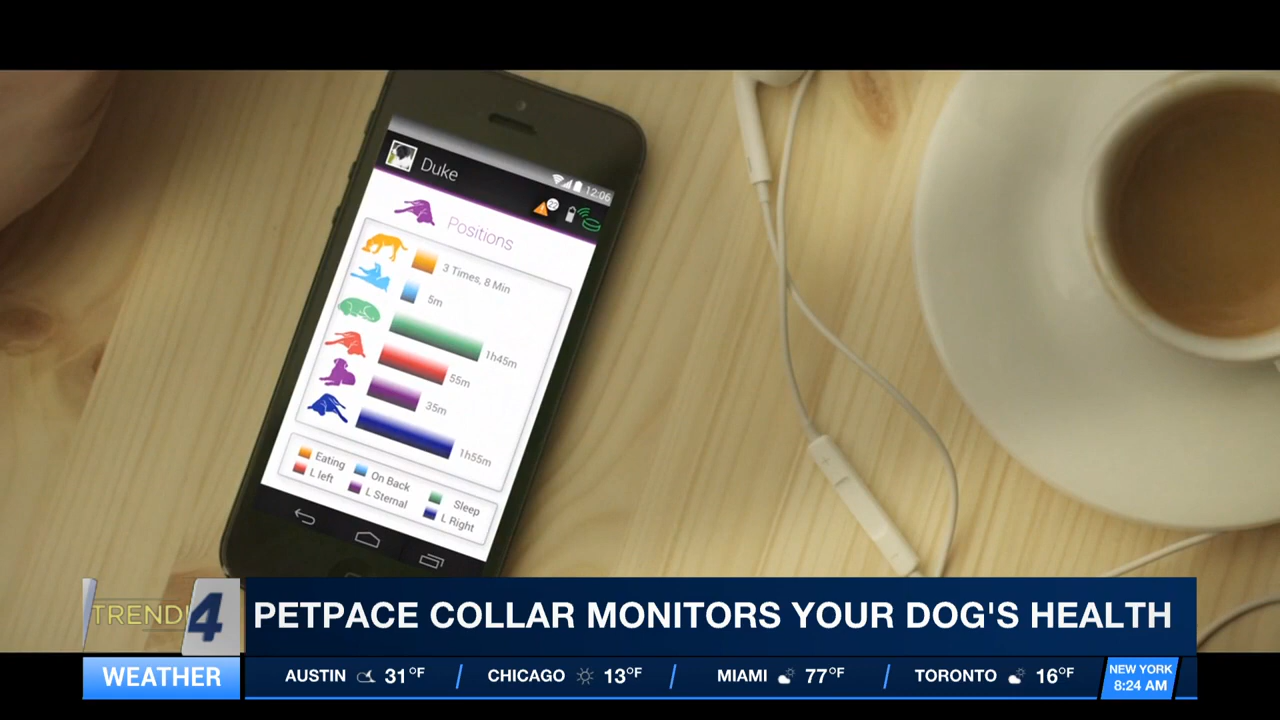 12:06
Duke
22
Positions
3 Times, 8 Min
5m
1h45m
55m
35m
1h55m
Eating On Back Sleep
L left L Sternal L Right
TREND 4 PETPACE COLLAR MONITORS YOUR DOG'S HEALTH
WEATHER AUSTIN 31°F CHICAGO 13°F MIAMI 77°F TORONTO 16°F NEW YORK
8:24 AM